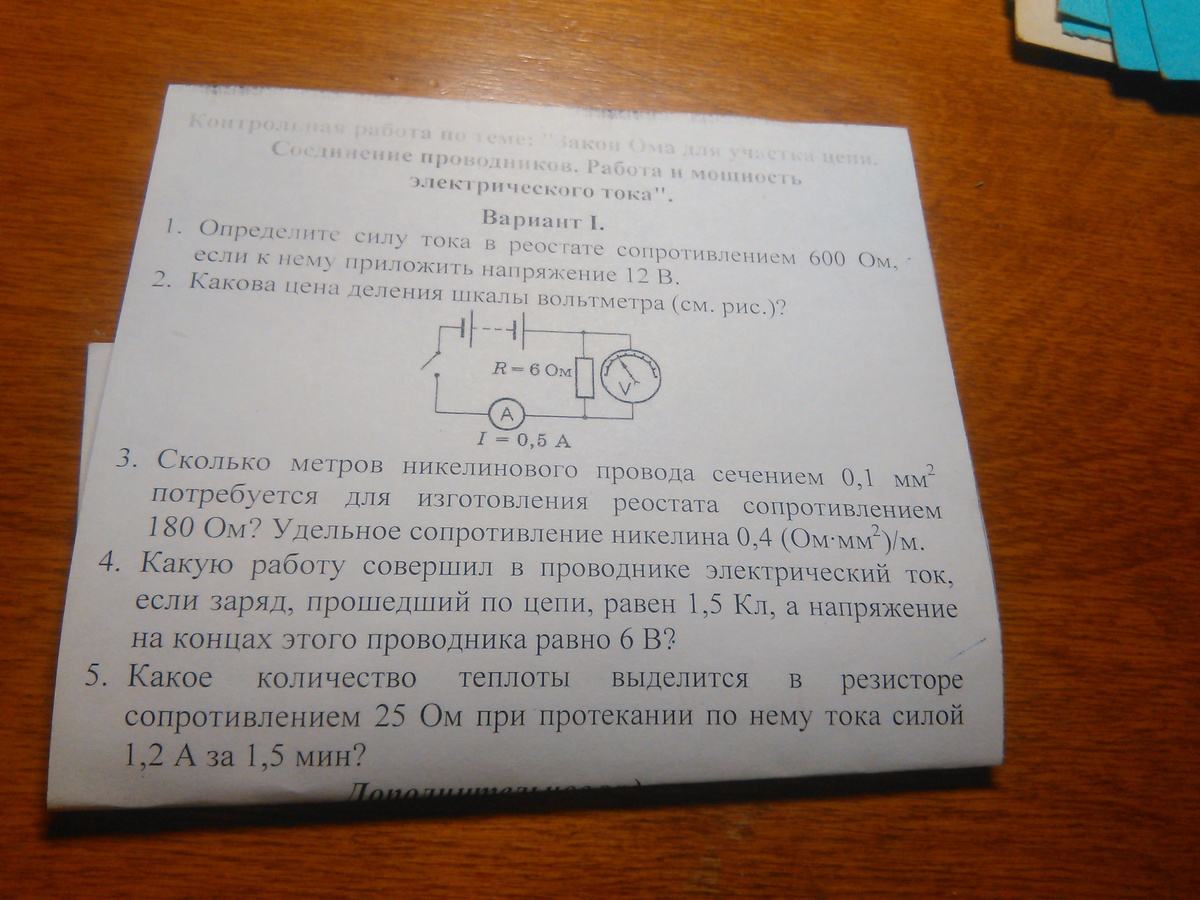 Контрольная работа по теме: "Закон Ома для участка цепи.
Соединение проводников. Работа и мощность
электрического тока".
Вариант I.
1. Определите силу тока в реостате сопротивлением 600 Ом,
если к нему приложить напряжение 12 В.
2. Какова цена деления шкалы вольтметра (см. рис.)?
R = 6 Ом
V
A
I = 0,5 А
3. Сколько метров никелинового провода сечением 0,1 мм²
потребуется для изготовления реостата сопротивлением
180 Ом? Удельное сопротивление никелина 0,4 (Ом·мм²)/м.
4. Какую работу совершил в проводнике электрический ток,
если заряд, прошедший по цепи, равен 1,5 Кл, а напряжение
на концах этого проводника равно 6 В?
5. Какое количество теплоты выделится в резисторе
сопротивлением 25 Ом при протекании по нему тока силой
1,2 А за 1,5 мин?